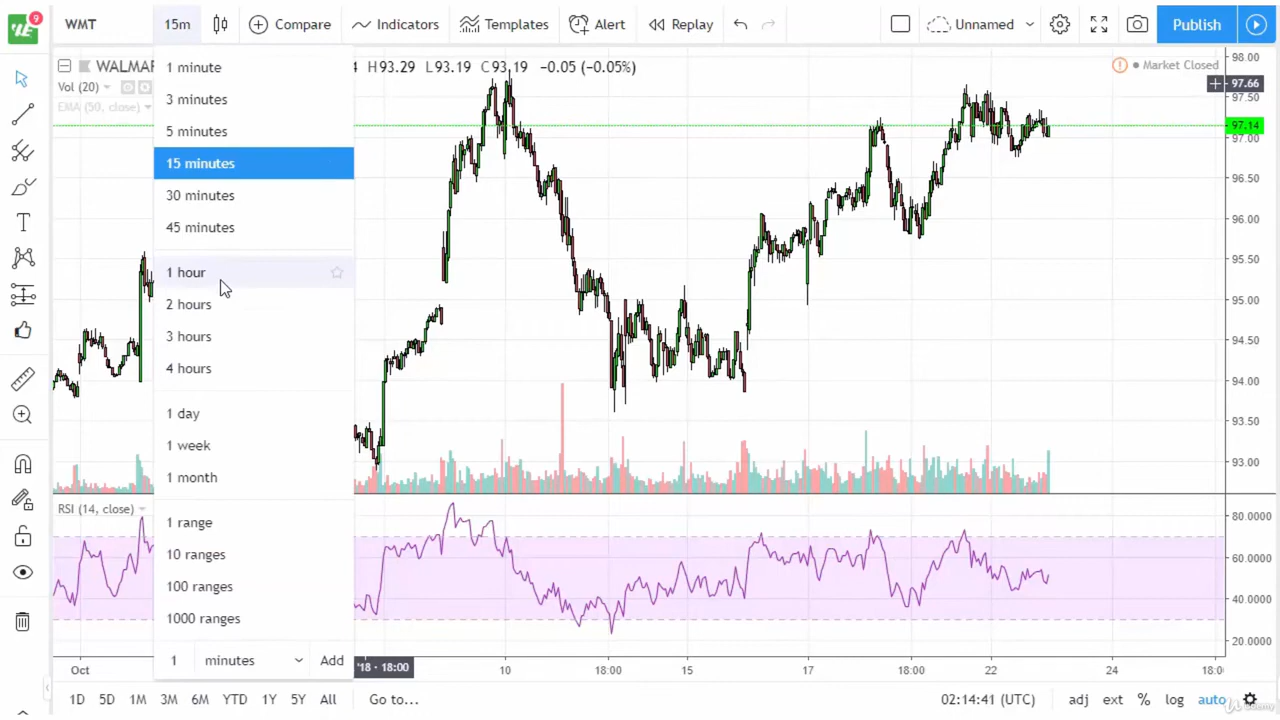 9
WMT
15m
Compare
Indicators
Templates
Alert
Replay
Unnamed
Publish
WALMAR
4 H93.29 L93.19 C93.19 −0.05 (−0.05%)
Market Closed
Vol (20)
EMA (50, close)
1 minute
3 minutes
5 minutes
15 minutes
30 minutes
45 minutes
1 hour
2 hours
3 hours
4 hours
1 day
1 week
1 month
1 range
10 ranges
100 ranges
1000 ranges
1 minutes Add
98.00
97.66
97.50
97.14
97.00
96.50
96.00
95.50
95.00
94.50
94.00
93.50
93.00
RSI (14, close)
80.0000
60.0000
40.0000
20.0000
Oct
'18 - 18:00
10
18:00
15
17
18:00
22
24
18:0
1D 5D 1M 3M 6M YTD 1Y 5Y All Go to...
02:14:41 (UTC) adj ext % log auto
Udemy